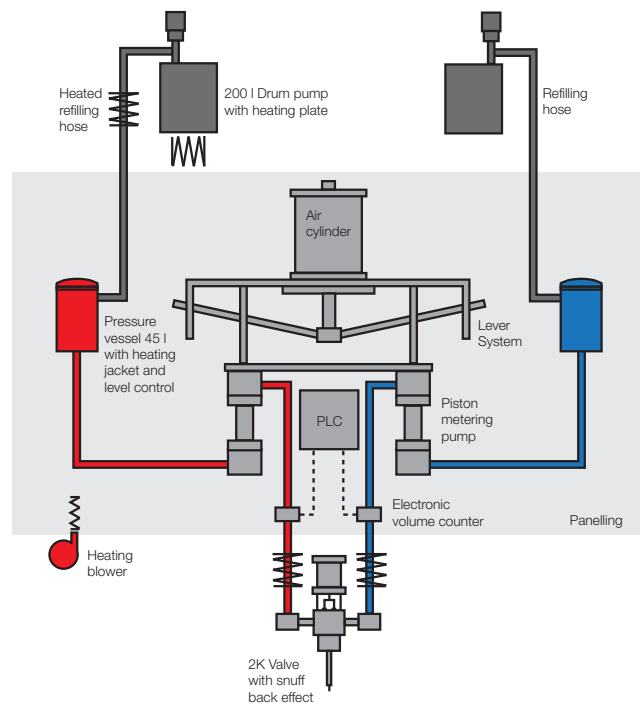 Heated
refilling
hose
200 l Drum pump
with heating plate
Refilling
hose
Air
cylinder
Pressure
vessel 45 l
with heating
jacket and
level control
Lever
System
PLC
Piston
metering
pump
Electronic
volume counter
Panelling
Heating
blower
2K Valve
with snuff
back effect